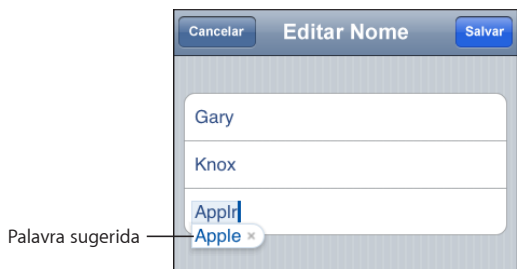 Cancelar Editar Nome Salvar
Gary
Knox
Applr
Palavra sugerida Apple ×